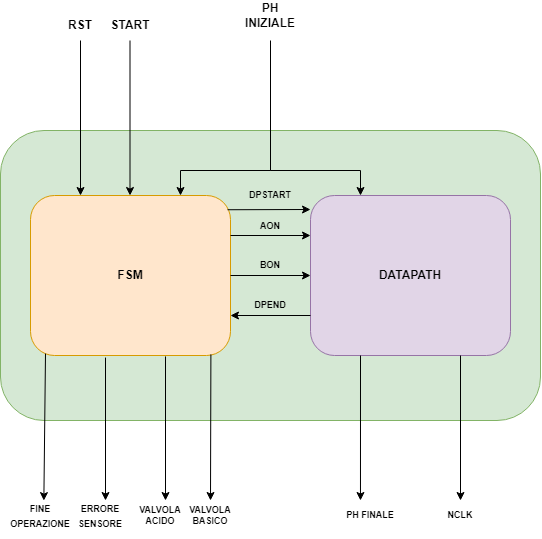 PH
INIZIALE
RST
START
DPSTART
AON
BON
DPEND
FSM
DATAPATH
FINE
OPERAZIONE
ERRORE
SENSORE
VALVOLA
ACIDO
VALVOLA
BASICO
PH FINALE
NCLK